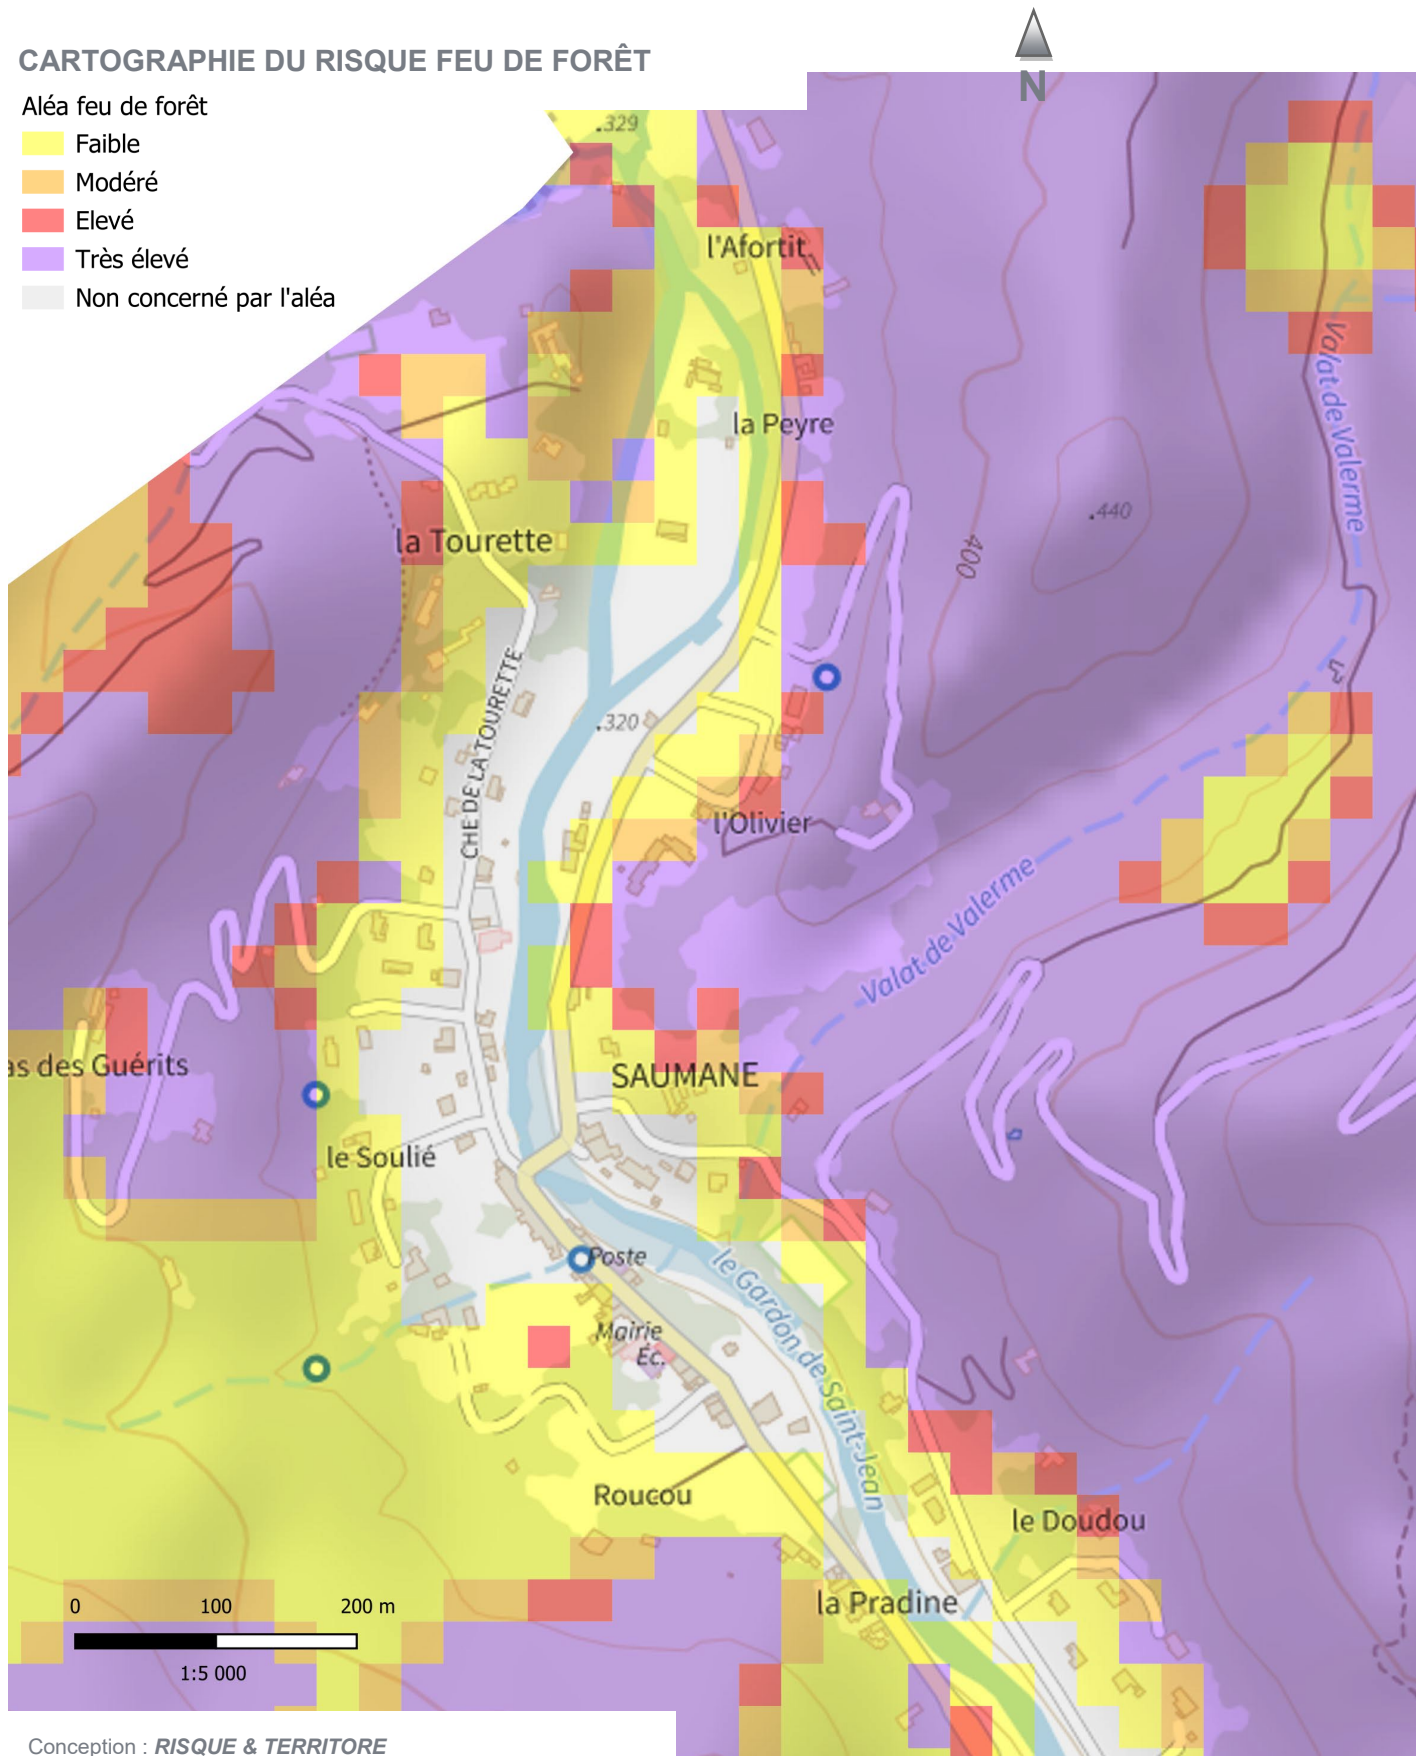 CARTOGRAPHIE DU RISQUE FEU DE FORÊT
N
Aléa feu de forêt
Faible
Modéré
Elevé
Très élevé
Non concerné par l'aléa
.329
l'Afortit
la Peyre
Valat de Valerme
.440
400
la Tourette
CHE DE LA TOURETTE
.320
l'Olivier
Valat de Valerme
as des Guérits
SAUMANE
le Soulié
Poste
le Gardon de Saint-Jean
Mairie
Éc.
Roucou
le Doudou
la Pradine
0 100 200 m
1:5 000
Conception : RISQUE & TERRITORE